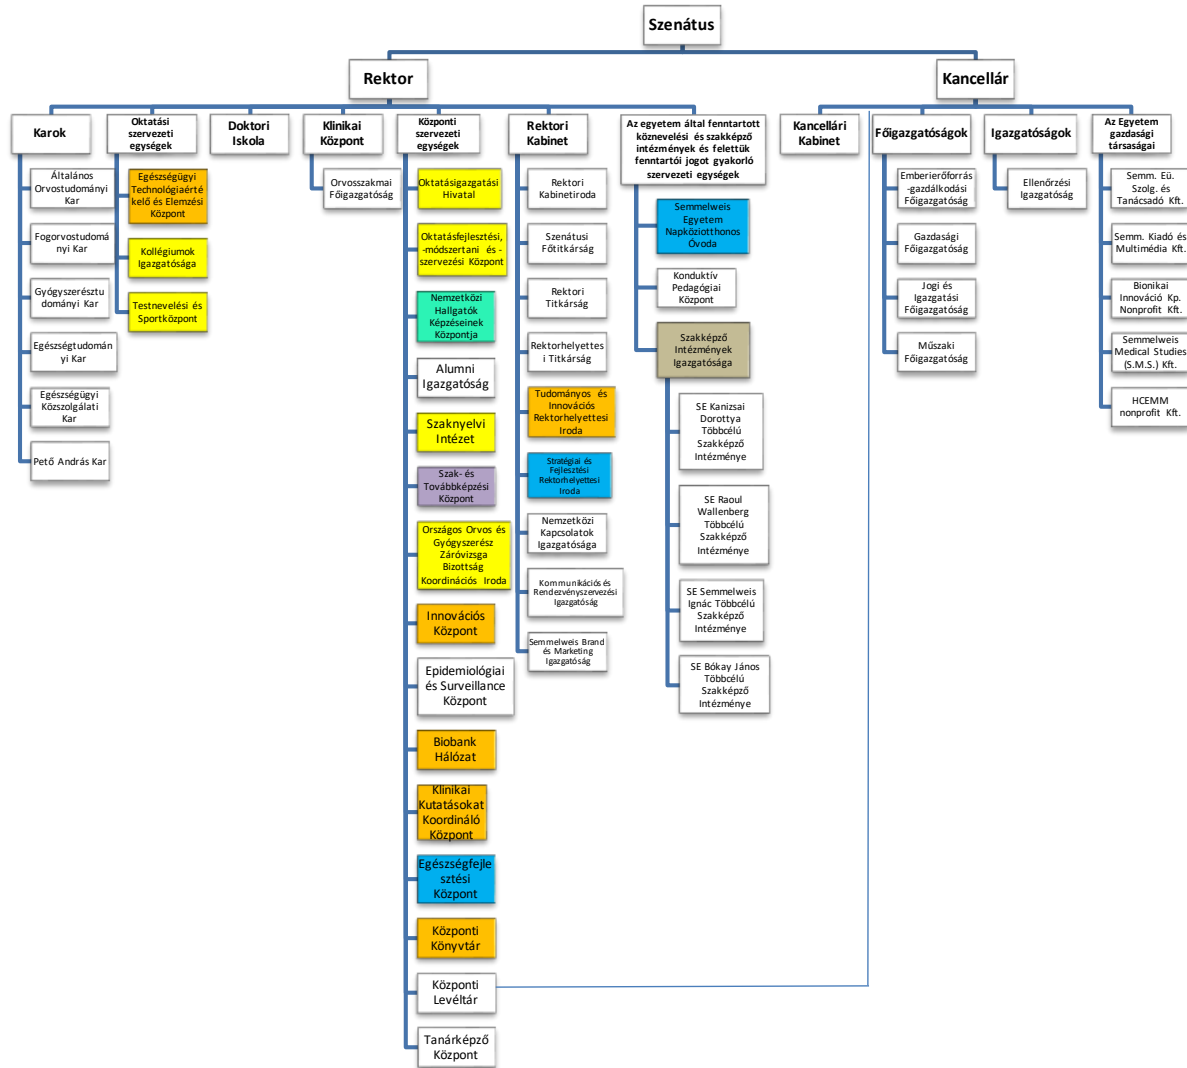 Szenátus
Rektor
Kancellár
Karok
Általános
Orvostudományi
Kar
Fogorvostudomá
nyi Kar
Gyógyszerésztu
dományi Kar
Egészségtudomá
nyi Kar
Egészségügyi
Közszolgálati
Kar
Pető András Kar
Oktatási
szervezeti
egységek
Egészségügyi
Technológiaérté
kelő és Elemzési
Központ
Kollégiumok
Igazgatósága
Testnevelési és
Sportközpont
Doktori
Iskola
Klinikai
Központ
Orvosszakmai
Főigazgatóság
Központi
szervezeti
egységek
Oktatásigazgatási
Hivatal
Oktatásfejlesztési,
-módszertani és -
szervezési Központ
Nemzetközi
Hallgatók
Képzéseinek
Központja
Alumni
Igazgatóság
Szaknyelvi
Intézet
Szak- és
Továbbképzési
Központ
Országos Orvos és
Gyógyszerész
Záróvizsga
Bizottság
Koordinációs Iroda
Innovációs
Központ
Epidemiológiai
és Surveillance
Központ
Biobank
Hálózat
Klinikai
Kutatásokat
Koordináló
Központ
Egészségfejle
sztési
Központ
Központi
Könyvtár
Központi
Levéltár
Tanárképző
Központ
Rektori
Kabinet
Rektori
Kabinetiroda
Szenátusi
Főtitkárság
Rektori
Titkárság
Rektorhelyettes
i Titkárság
Tudományos és
Innovációs
Rektorhelyettesi
Iroda
Stratégiai és
Fejlesztési
Rektorhelyettesi
Iroda
Nemzetközi
Kapcsolatok
Igazgatósága
Kommunikációs és
Rendezvényszervezési
Igazgatóság
Semmelweis Brand
és Marketing
Igazgatóság
Az egyetem által fenntartott
köznevelési és szakképző
intézmények és felettük
fenntartói jogot gyakorló
szervezeti egységek
Semmelweis
Egyetem
Napköziotthonos
Óvoda
Konduktív
Pedagógiai
Központ
Szakképző
Intézmények
Igazgatósága
SE Kanizsai
Dorottya
Többcélú
Szakképző
Intézménye
SE Raoul
Wallenberg
Többcélú
Szakképző
Intézménye
SE Semmelweis
Ignác Többcélú
Szakképző
Intézménye
SE Bókay János
Többcélú
Szakképző
Intézménye
Kancellári
Kabinet
Főigazgatóságok
Emberierőforrás
-gazdálkodási
Főigazgatóság
Gazdasági
Főigazgatóság
Jogi és
Igazgatási
Főigazgatóság
Műszaki
Főigazgatóság
Igazgatóságok
Ellenőrzési
Igazgatóság
Az Egyetem
gazdasági
társaságai
Semm. Eü.
Szolg. és
Tanácsadó Kft.
Semm. Kiadó és
Multimédia Kft.
Bionikai
Innováció Kp.
Nonprofit Kft.
Semmelweis
Medical Studies
(S.M.S.) Kft.
HCEMM
nonprofit Kft.